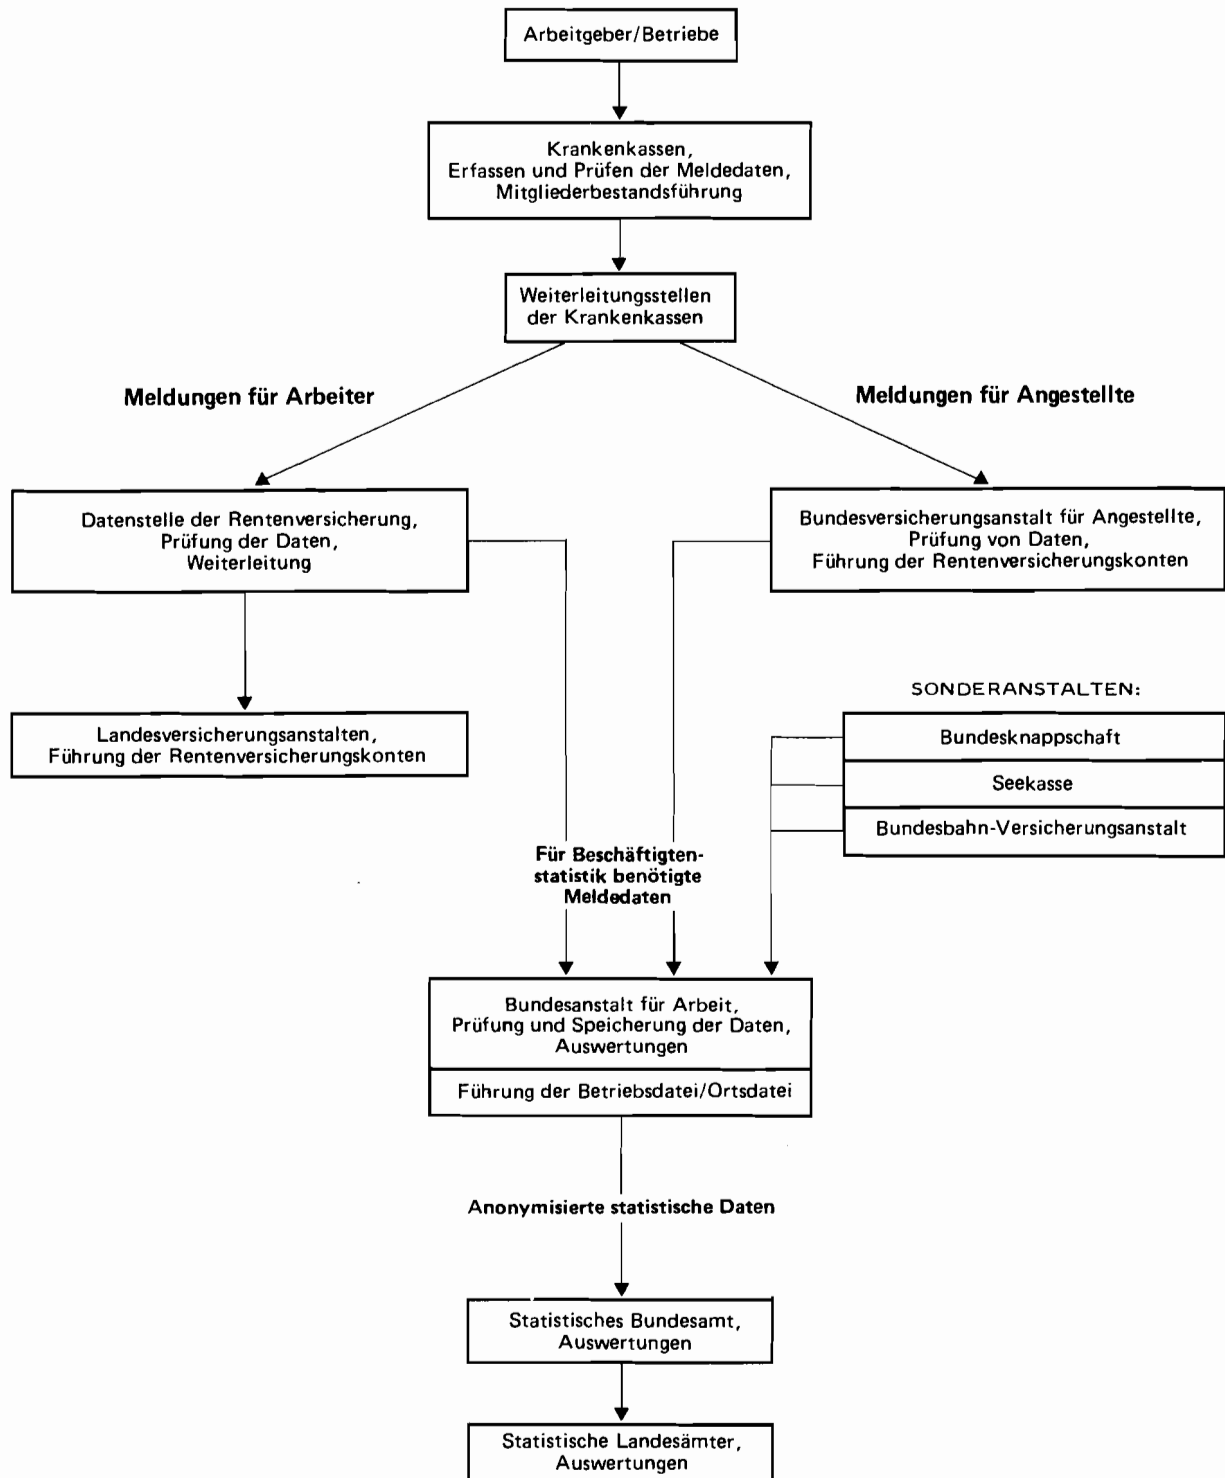 Arbeitgeber/Betriebe
Krankenkassen,
Erfassen und Prüfen der Meldedaten,
Mitgliederbestandsführung
Weiterleitungsstellen
der Krankenkassen
Meldungen für Arbeiter
Meldungen für Angestellte
Datenstelle der Rentenversicherung,
Prüfung der Daten,
Weiterleitung
Bundesversicherungsanstalt für Angestellte,
Prüfung von Daten,
Führung der Rentenversicherungskonten
Landesversicherungsanstalten,
Führung der Rentenversicherungskonten
SONDERANSTALTEN:
Bundesknappschaft
Seekasse
Bundesbahn-Versicherungsanstalt
Für Beschäftigten-
statistik benötigte
Meldedaten
Bundesanstalt für Arbeit,
Prüfung und Speicherung der Daten,
Auswertungen
Führung der Betriebsdatei/Ortsdatei
Anonymisierte statistische Daten
Statistisches Bundesamt,
Auswertungen
Statistische Landesämter,
Auswertungen